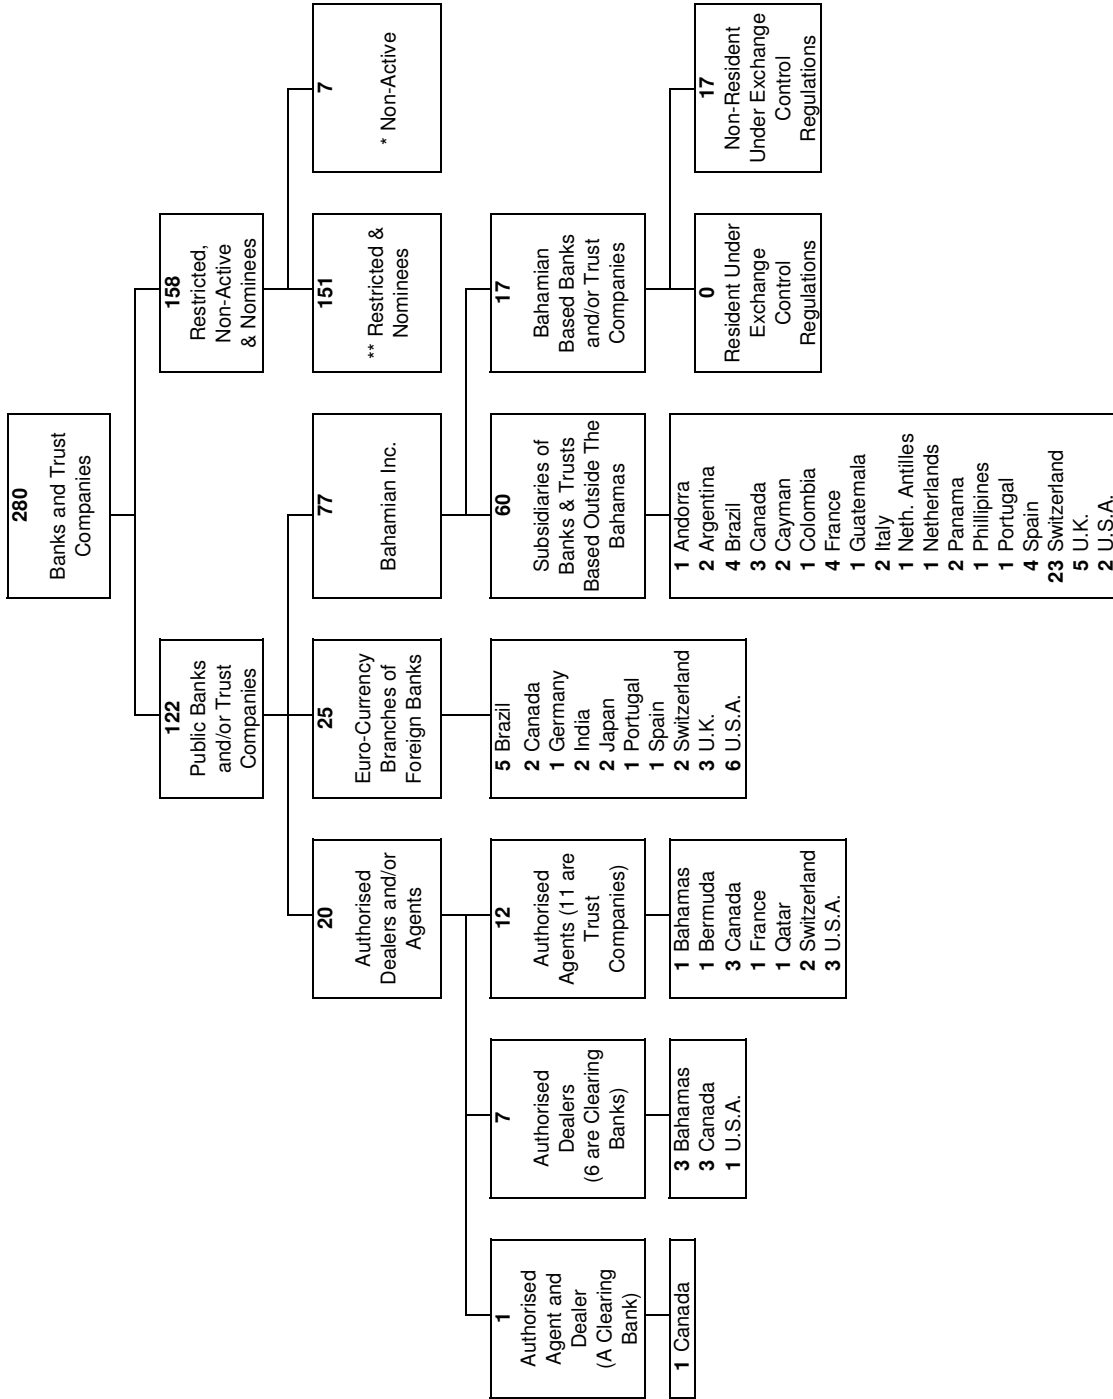 280
Banks and Trust
Companies
122
Public Banks
and/or Trust
Companies
158
Restricted,
Non-Active
& Nominees
20
Authorised
Dealers and/or
Agents
25
Euro-Currency
Branches of
Foreign Banks
77
Bahamian Inc.
151
** Restricted &
Nominees
7
* Non-Active
1
Authorised
Agent and
Dealer
(A Clearing
Bank)
7
Authorised
Dealers
(6 are Clearing
Banks)
12
Authorised
Agents (11 are
Trust
Companies)
5 Brazil
2 Canada
1 Germany
2 India
2 Japan
1 Portugal
1 Spain
2 Switzerland
3 U.K.
6 U.S.A.
60
Subsidiaries of
Banks & Trusts
Based Outside The
Bahamas
17
Bahamian
Based Banks
and/or Trust
Companies
1 Canada
3 Bahamas
3 Canada
1 U.S.A.
1 Bahamas
1 Bermuda
3 Canada
1 France
1 Qatar
2 Switzerland
3 U.S.A.
1 Andorra
2 Argentina
4 Brazil
3 Canada
2 Cayman
1 Colombia
4 France
1 Guatemala
2 Italy
1 Neth. Antilles
1 Netherlands
2 Panama
1 Phillipines
1 Portugal
4 Spain
23 Switzerland
5 U.K.
2 U.S.A.
0
Resident Under
Exchange
Control
Regulations
17
Non-Resident
Under Exchange
Control
Regulations